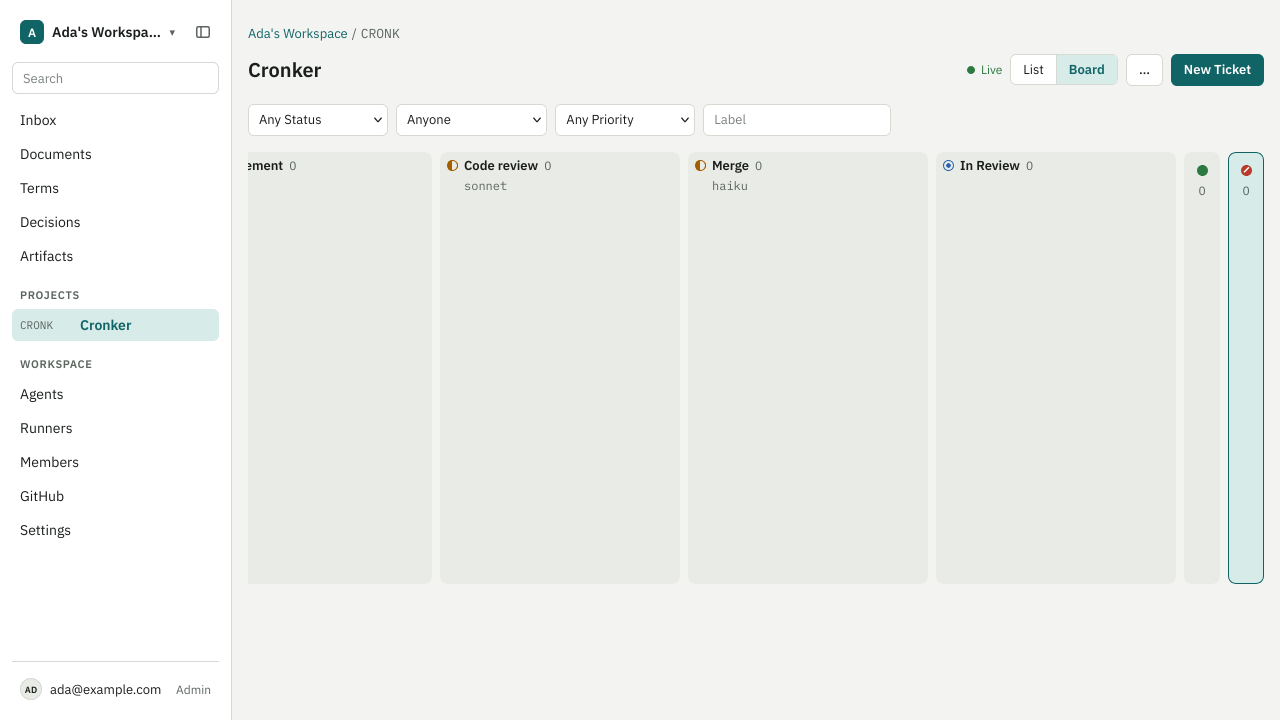 A Ada's Workspa... ▾
Search
Inbox
Documents
Terms
Decisions
Artifacts
PROJECTS
CRONK Cronker
WORKSPACE
Agents
Runners
Members
GitHub
Settings
AD ada@example.com Admin
Ada's Workspace / CRONK
Cronker
Live List Board ... New Ticket
Any Status Anyone Any Priority Label
ement 0
Code review 0
sonnet
Merge 0
haiku
In Review 0
0
0